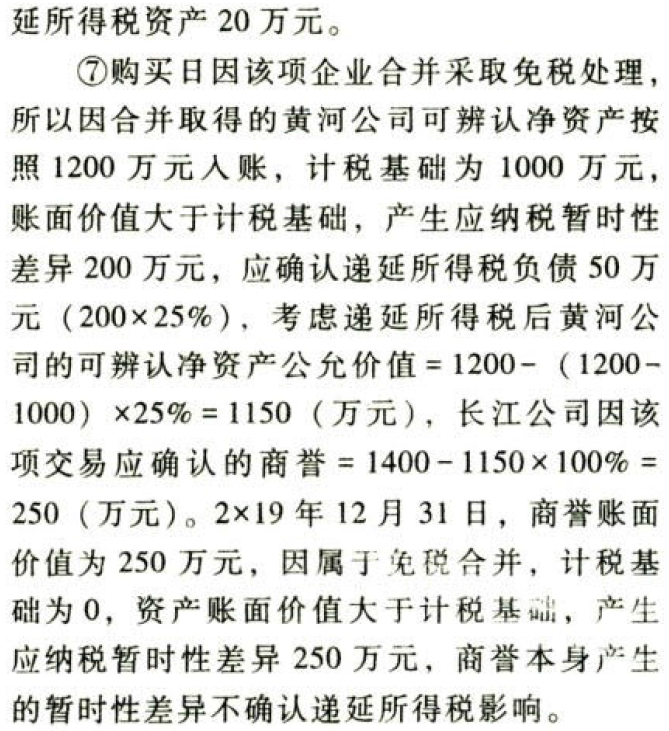 延所得税资产 20 万元。
⑦购买日因该项企业合并采取免税处理，
所以因合并取得的黄河公司可辨认净资产按
照 1200 万元入账，计税基础为 1000 万元，
账面价值大于计税基础，产生应纳税暂时性
差异 200 万元，应确认递延所得税负债 50 万
元（200×25%），考虑递延所得税后黄河公
司的可辨认净资产公允价值 = 1200-（1200-
1000）×25% = 1150（万元），长江公司因该
项交易应确认的商誉 = 1400-1150×100% =
250（万元）。2×19 年 12 月 31 日，商誉账面
价值为 250 万元，因属于免税合并，计税基
础为 0，资产账面价值大于计税基础，产生
应纳税暂时性差异 250 万元，商誉本身产生
的暂时性差异不确认递延所得税影响。